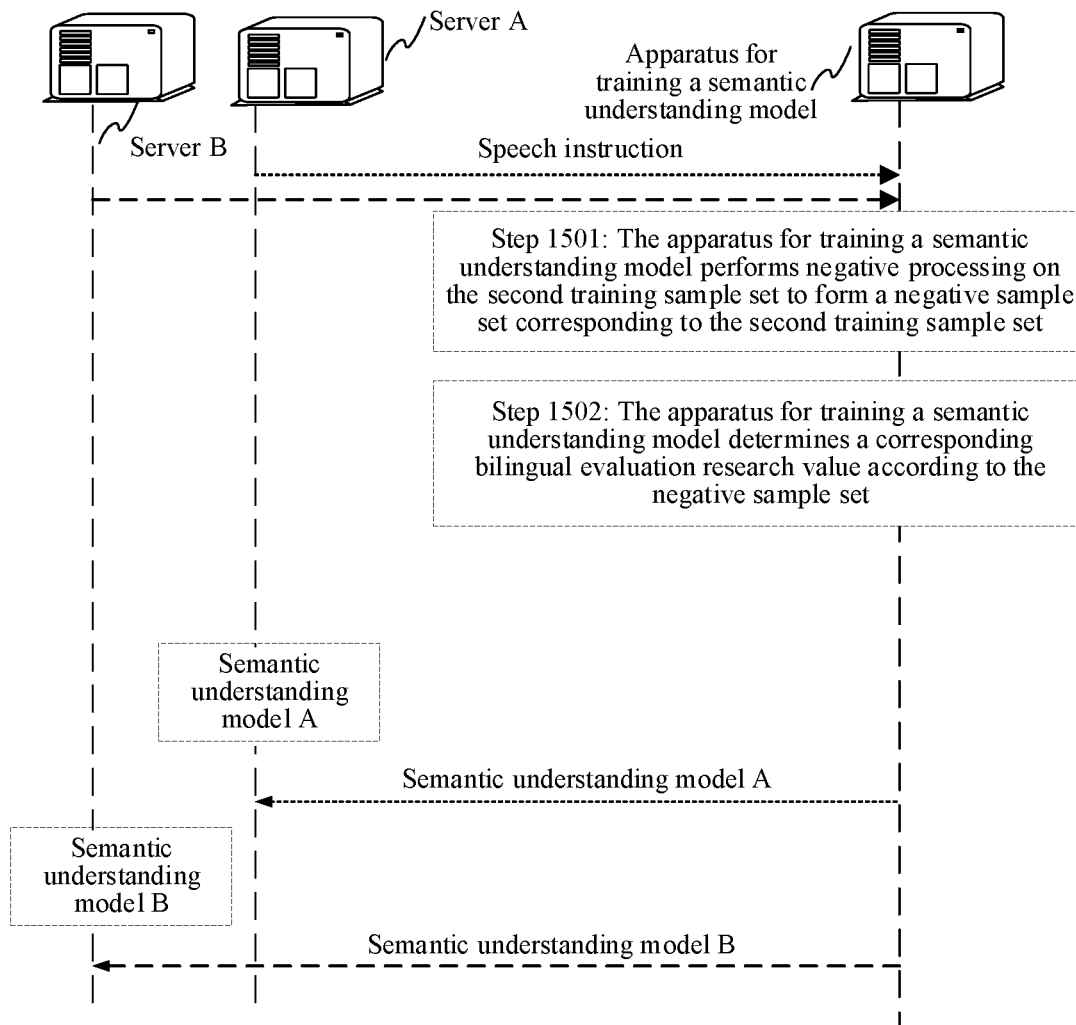 Server A
Apparatus for
training a semantic
understanding model
Server B
Speech instruction
Step 1501: The apparatus for training a semantic
understanding model performs negative processing on
the second training sample set to form a negative sample
set corresponding to the second training sample set
Step 1502: The apparatus for training a semantic
understanding model determines a corresponding
bilingual evaluation research value according to the
negative sample set
Semantic
understanding
model A
Semantic understanding model A
Semantic
understanding
model B
Semantic understanding model B